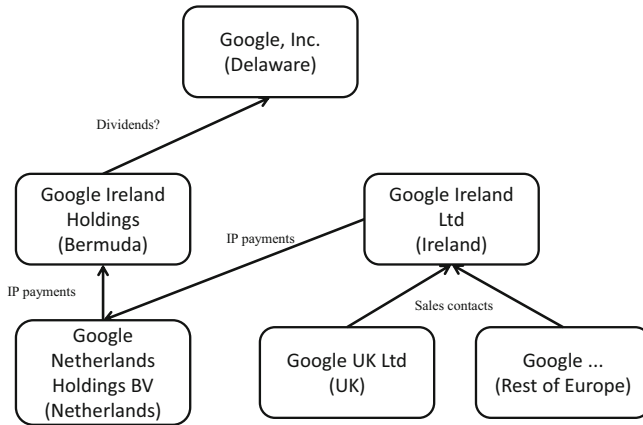 Google, Inc.
(Delaware)
Dividends?
Google Ireland
Holdings
(Bermuda)
Google Ireland
Ltd
(Ireland)
IP payments
IP payments
Sales contacts
Google
Netherlands
Holdings BV
(Netherlands)
Google UK Ltd
(UK)
Google ...
(Rest of Europe)